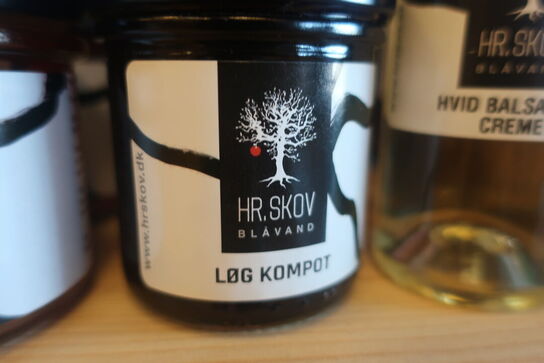 www.hrskov.dk
HR. SKOV
BLÅVAND
LØG KOMPOT
HR. SKOV
BLÅVAND
HVID BALSA
CREME